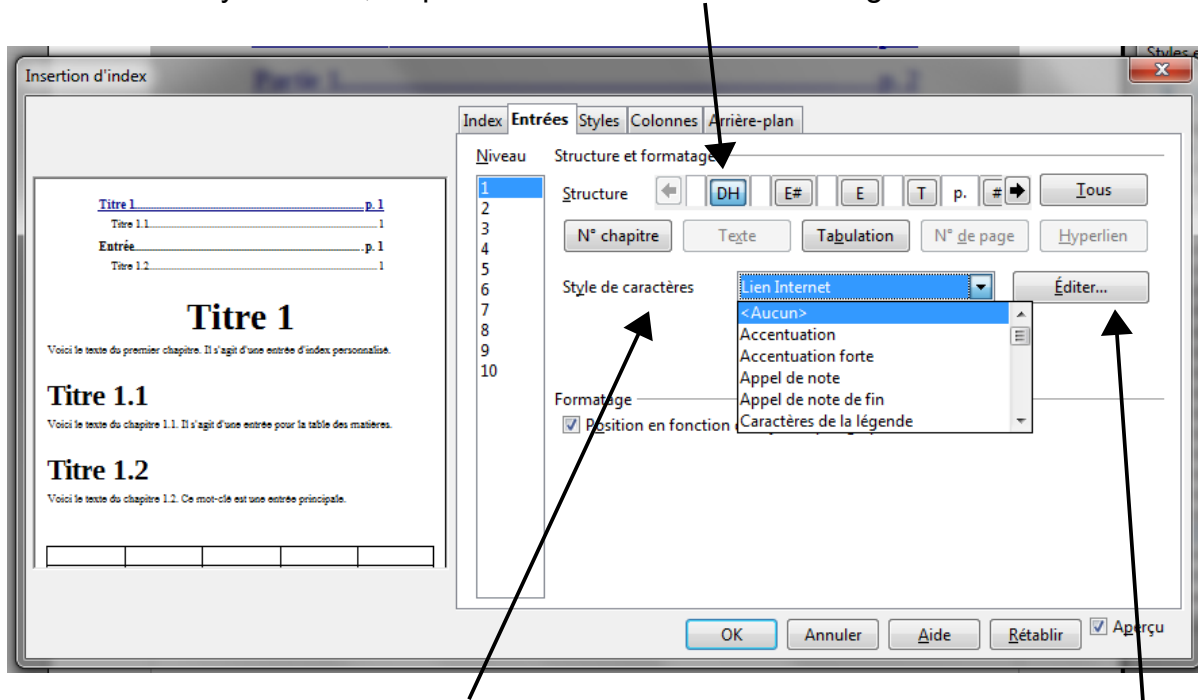 Insertion d'index
Index Entrées Styles Colonnes Arrière-plan
Niveau
1
2
3
4
5
6
7
8
9
10
Structure et formatage
Structure DH E# E T p. # Tous
N° chapitre Texte Tabulation N° de page Hyperlien
Style de caractères Lien Internet Éditer...
<Aucun>
Accentuation
Accentuation forte
Appel de note
Appel de note de fin
Caractères de la légende
Formatage
Position en fonction
Titre 1 p. 1
Titre 1.1 1
Entrée p. 1
Titre 1.2 1
Titre 1
Voici le texte du premier chapitre. Il s'agit d'une entrée d'index personnalisé.
Titre 1.1
Voici le texte du chapitre 1.1. Il s'agit d'une entrée pour la table des matières.
Titre 1.2
Voici le texte du chapitre 1.2. Ce mot-clé est une entrée principale.
OK Annuler Aide Rétablir Aperçu